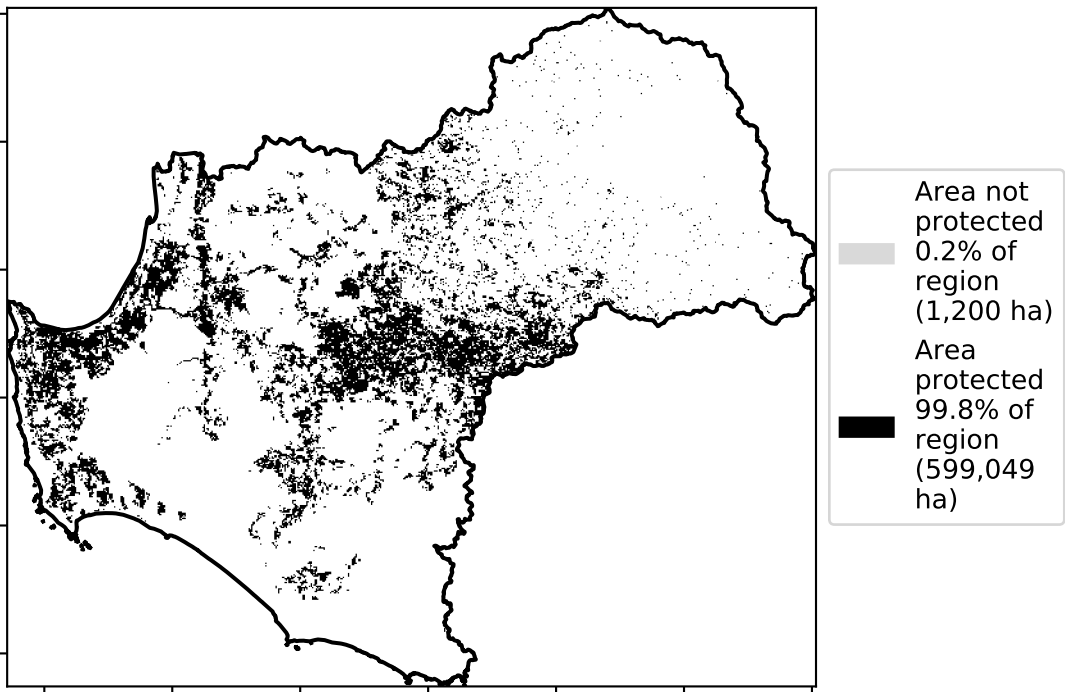 Area not
protected
0.2% of
region
(1,200 ha)
Area
protected
99.8% of
region
(599,049
ha)